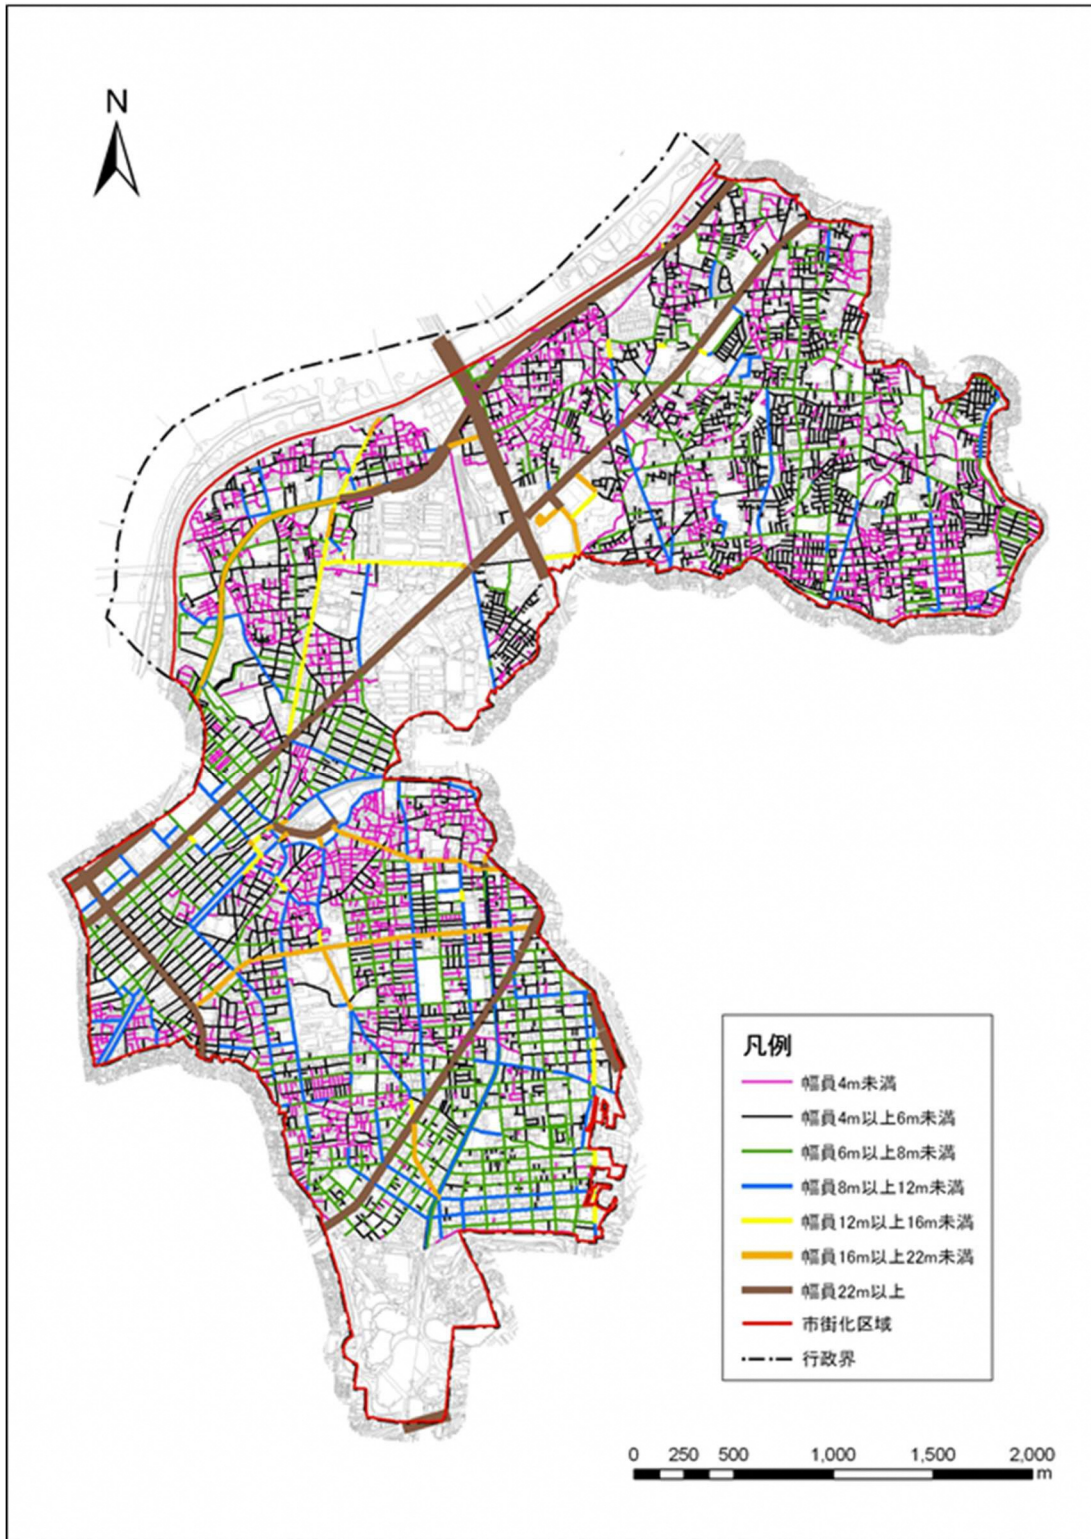 N
凡例
幅員4m未満
幅員4m以上6m未満
幅員6m以上8m未満
幅員8m以上12m未満
幅員12m以上16m未満
幅員16m以上22m未満
幅員22m以上
市街化区域
行政界
0 250 500 1,000 1,500 2,000
m